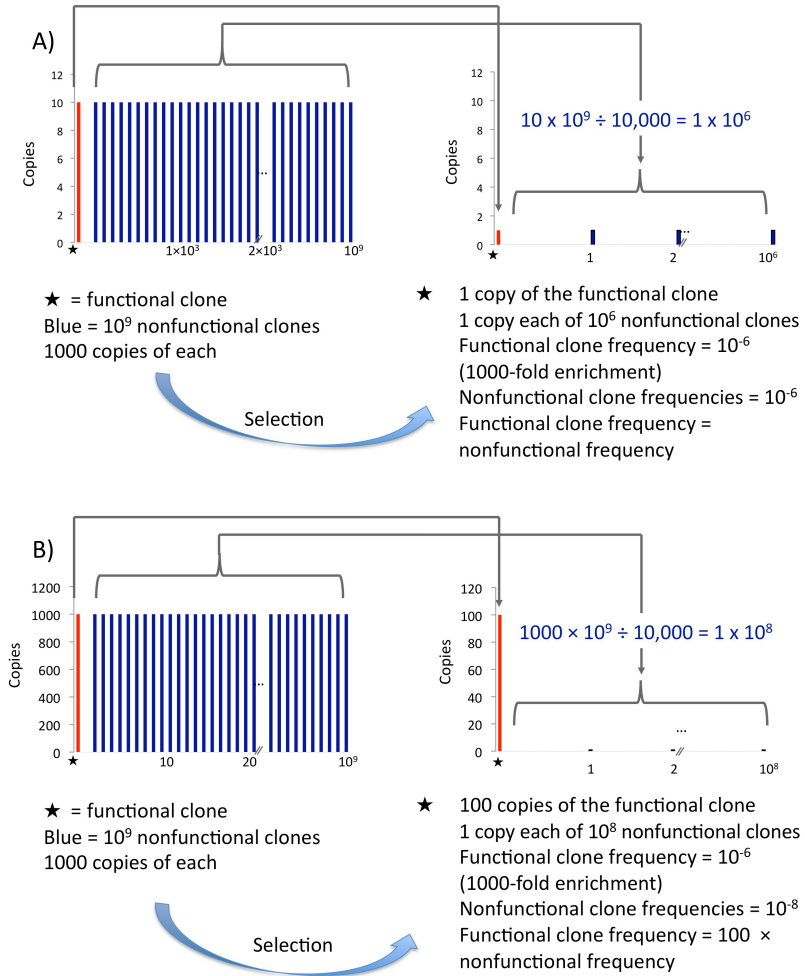 A)
12
10
8
6
4
2
0
Copies
...
★ 1×10³ 2×10³ 10⁹
12
10
8
6
4
2
0
Copies
10 x 10⁹ ÷ 10,000 = 1 x 10⁶
...
★ 1 2 10⁶
★ = functional clone
Blue = 10⁹ nonfunctional clones
1000 copies of each
Selection
★ 1 copy of the functional clone
1 copy each of 10⁶ nonfunctional clones
Functional clone frequency = 10⁻⁶
(1000-fold enrichment)
Nonfunctional clone frequencies = 10⁻⁶
Functional clone frequency =
nonfunctional frequency
B)
1200
1000
800
600
400
200
0
Copies
...
★ 10 20 10⁹
120
100
80
60
40
20
0
Copies
1000 × 10⁹ ÷ 10,000 = 1 x 10⁸
...
★ 1 2 10⁸
★ = functional clone
Blue = 10⁹ nonfunctional clones
1000 copies of each
Selection
★ 100 copies of the functional clone
1 copy each of 10⁸ nonfunctional clones
Functional clone frequency = 10⁻⁶
(1000-fold enrichment)
Nonfunctional clone frequencies = 10⁻⁸
Functional clone frequency = 100 ×
nonfunctional frequency